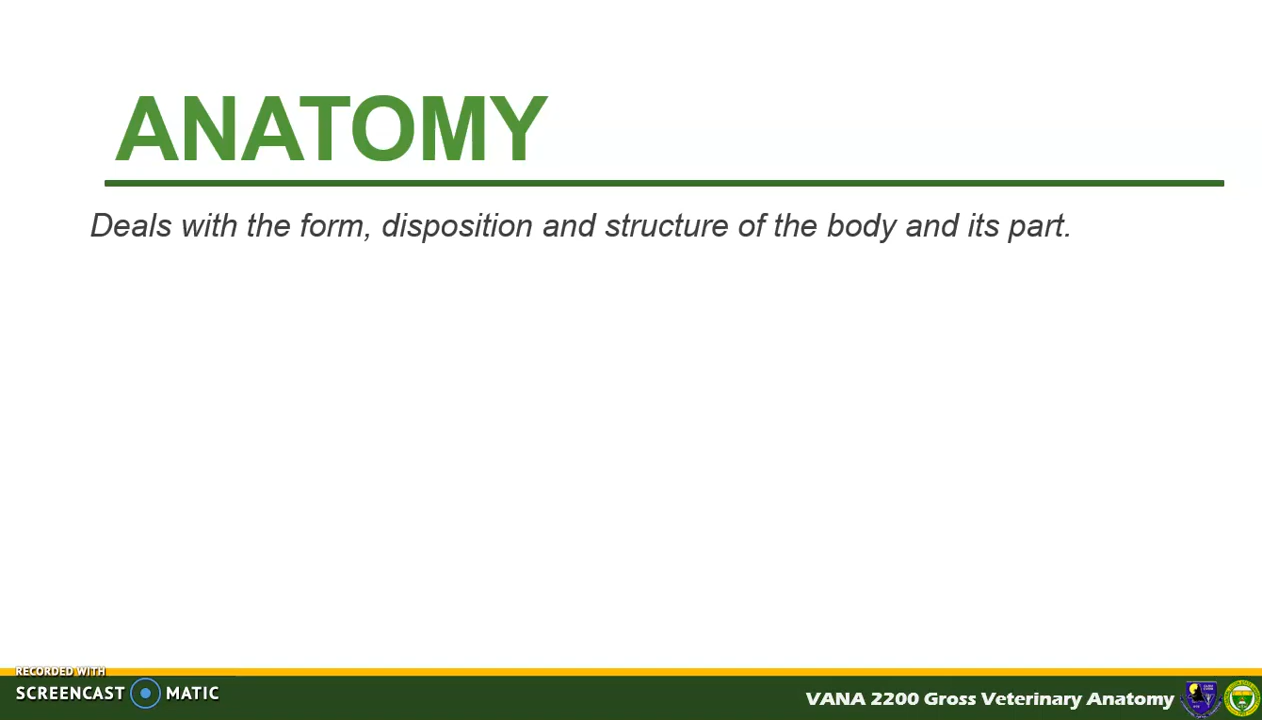 ANATOMY
Deals with the form, disposition and structure of the body and its part.
RECORDED WITH
SCREENCAST MATIC
VANA 2200 Gross Veterinary Anatomy